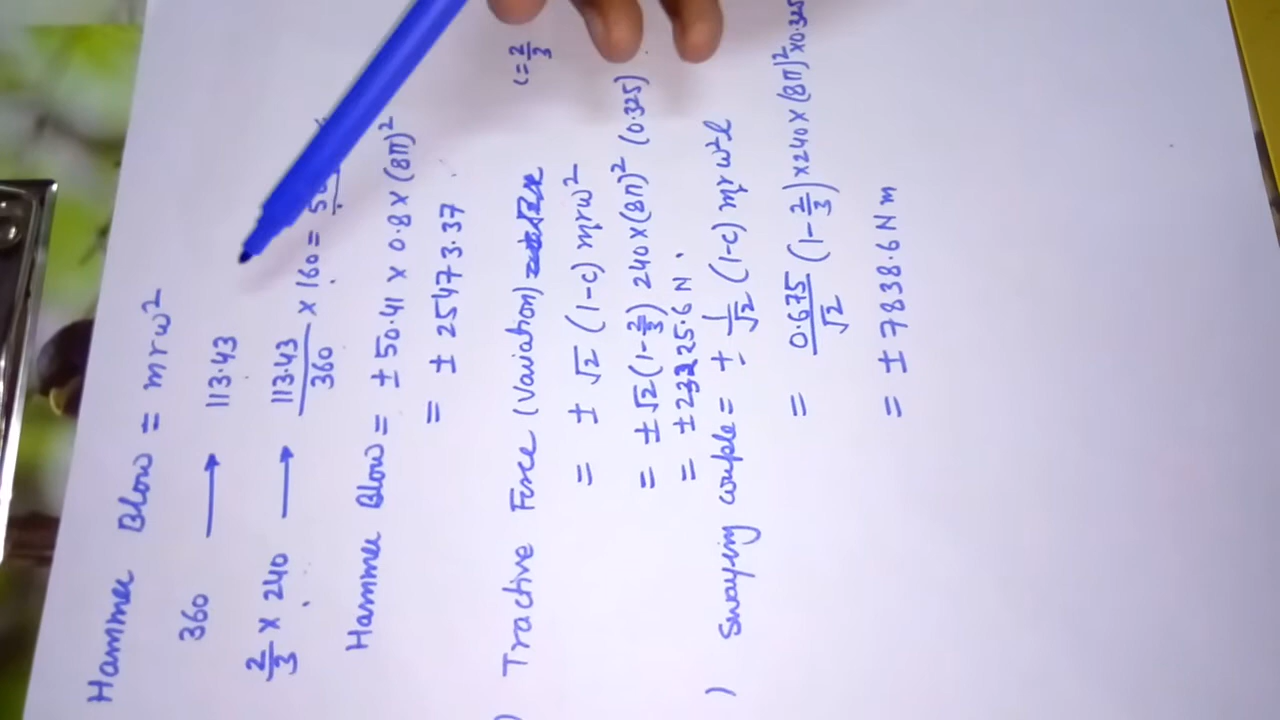 Hammer Blow = mrω²
360 → 113.43
2/3 × 240 → 113.43/360 × 160 =
Hammer Blow = ± 50.41 × 0.8 × (8π)²
= ± 25473.37
) Tractive Force (Variation) c = 2/3
= ± √2 (1-c) mrω²
= ± √2 (1-2/3) 240 × (8π)² (0.325)
= ± 23225.6 N.
) Swaying couple = ± 1/√2 (1-c) mrω²l
= 0.675/√2 (1-2/3) × 240 × (8π)² × 0.325
= ± 7838.6 N m